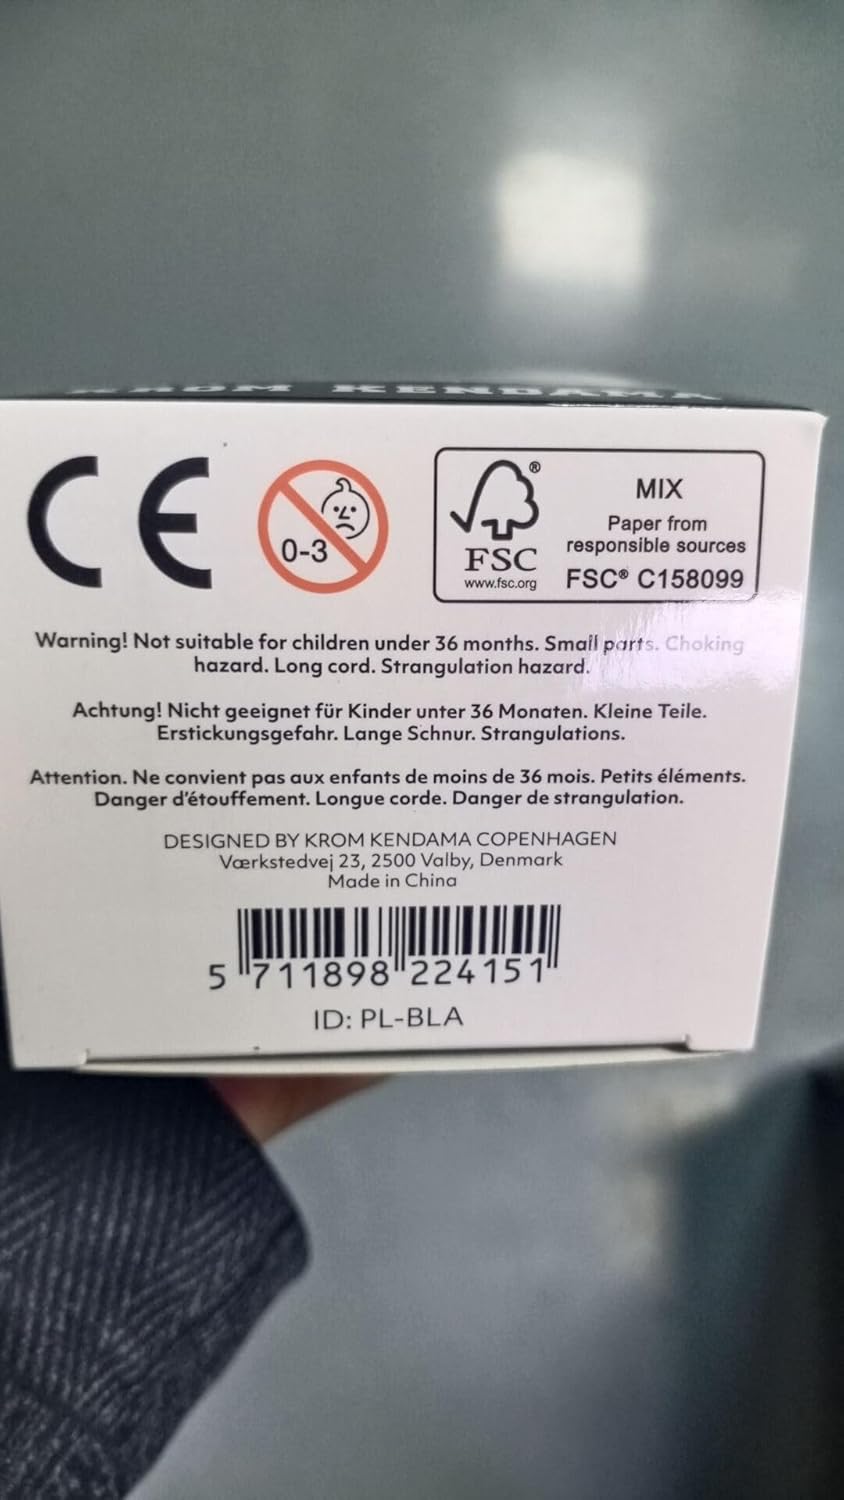 KROM KENDAMA
CE
0-3
FSC®
www.fsc.org
MIX
Paper from
responsible sources
FSC® C158099
Warning! Not suitable for children under 36 months. Small parts. Choking
hazard. Long cord. Strangulation hazard.
Achtung! Nicht geeignet für Kinder unter 36 Monaten. Kleine Teile.
Erstickungsgefahr. Lange Schnur. Strangulations.
Attention. Ne convient pas aux enfants de moins de 36 mois. Petits éléments.
Danger d'étouffement. Longue corde. Danger de strangulation.
DESIGNED BY KROM KENDAMA COPENHAGEN
Værkstedvej 23, 2500 Valby, Denmark
Made in China
5 711898 224151
ID: PL-BLA